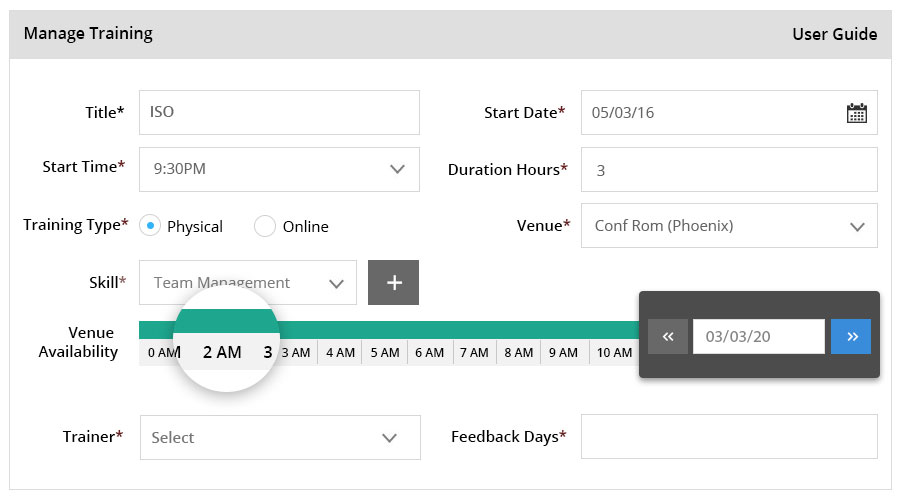 Manage Training
User Guide
Title*
ISO
Start Date*
05/03/16
Start Time*
9:30PM
Duration Hours*
3
Training Type*
Physical
Online
Venue*
Conf Rom (Phoenix)
Skill*
Team Management
+
Venue
Availability
0 AM 2 AM 3 3 AM 4 AM 5 AM 6 AM 7 AM 8 AM 9 AM 10 AM
«
03/03/20
»
Trainer*
Select
Feedback Days*